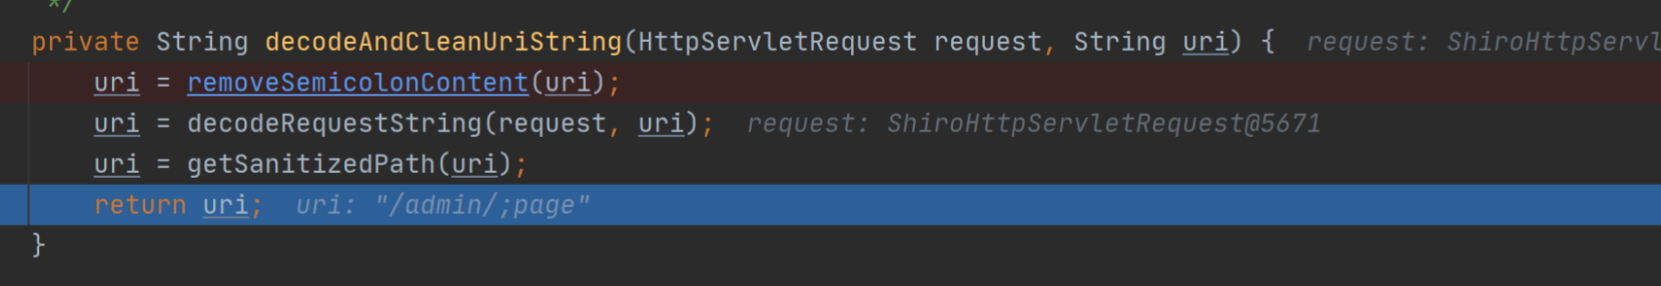 */
private String decodeAndCleanUriString(HttpServletRequest request, String uri) { request: ShiroHttpServl
uri = removeSemicolonContent(uri);
uri = decodeRequestString(request, uri); request: ShiroHttpServletRequest@5671
uri = getSanitizedPath(uri);
return uri; uri: "/admin/;page"
}